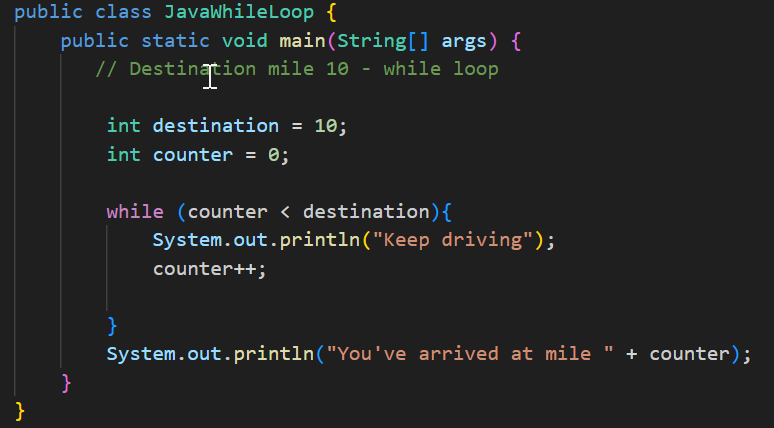 public class JavaWhileLoop {
public static void main(String[] args) {
// Destination mile 10 - while loop
int destination = 10;
int counter = 0;
while (counter < destination){
System.out.println("Keep driving");
counter++;
}
System.out.println("You've arrived at mile " + counter);
}
}